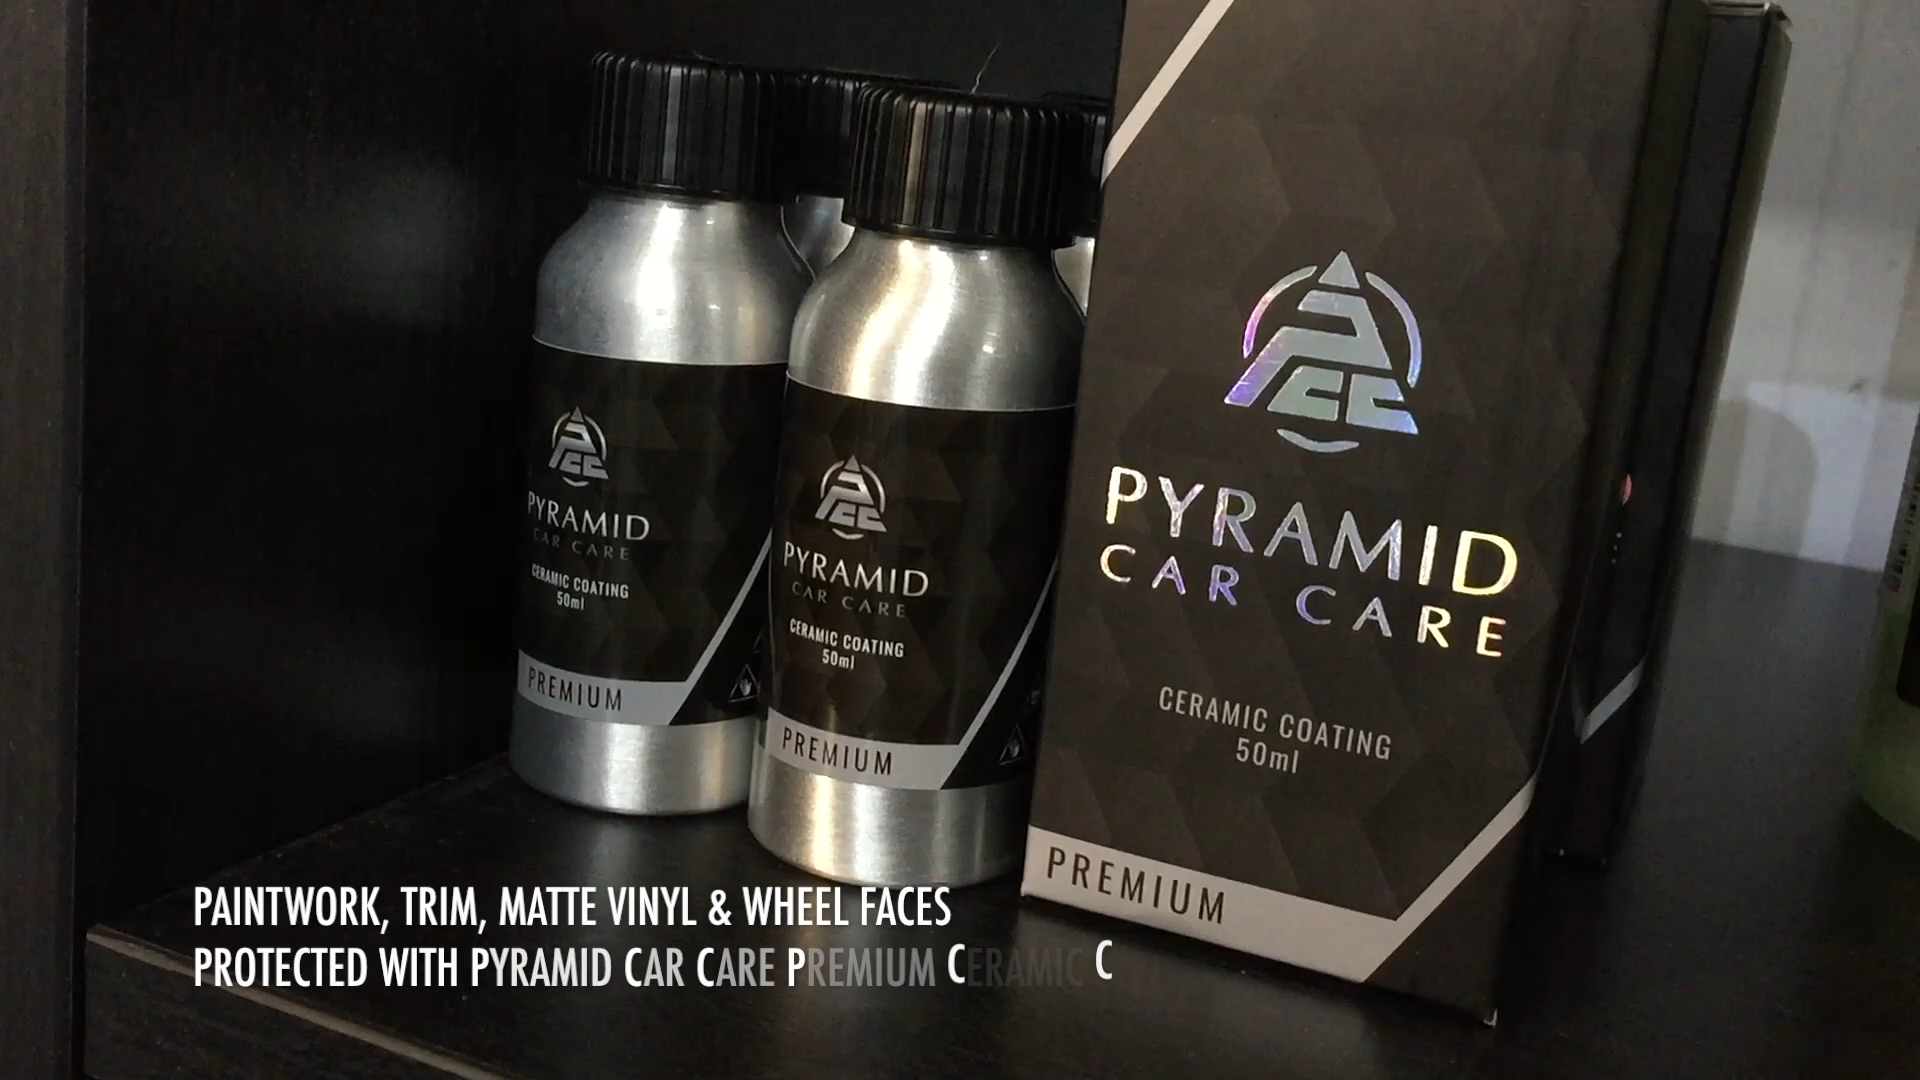 PYRAMID
CAR CARE
CERAMIC COATING
50ml
PREMIUM
PYRAMID
CAR CARE
CERAMIC COATING
50ml
PREMIUM
PCC
PYRAMID
CAR CARE
CERAMIC COATING
50ml
PREMIUM
PAINTWORK, TRIM, MATTE VINYL & WHEEL FACES
PROTECTED WITH PYRAMID CAR CARE PREMIUM CERAMIC C